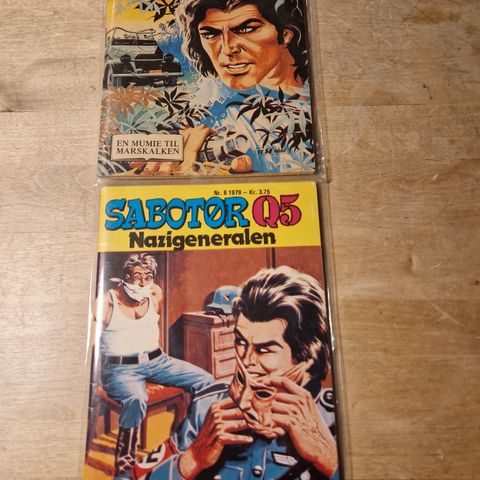 EN MUMIE TIL
MARSKALKEN
Nr. 6 1979 – Kr. 3.75
SABOTØR Q5
Nazigeneralen